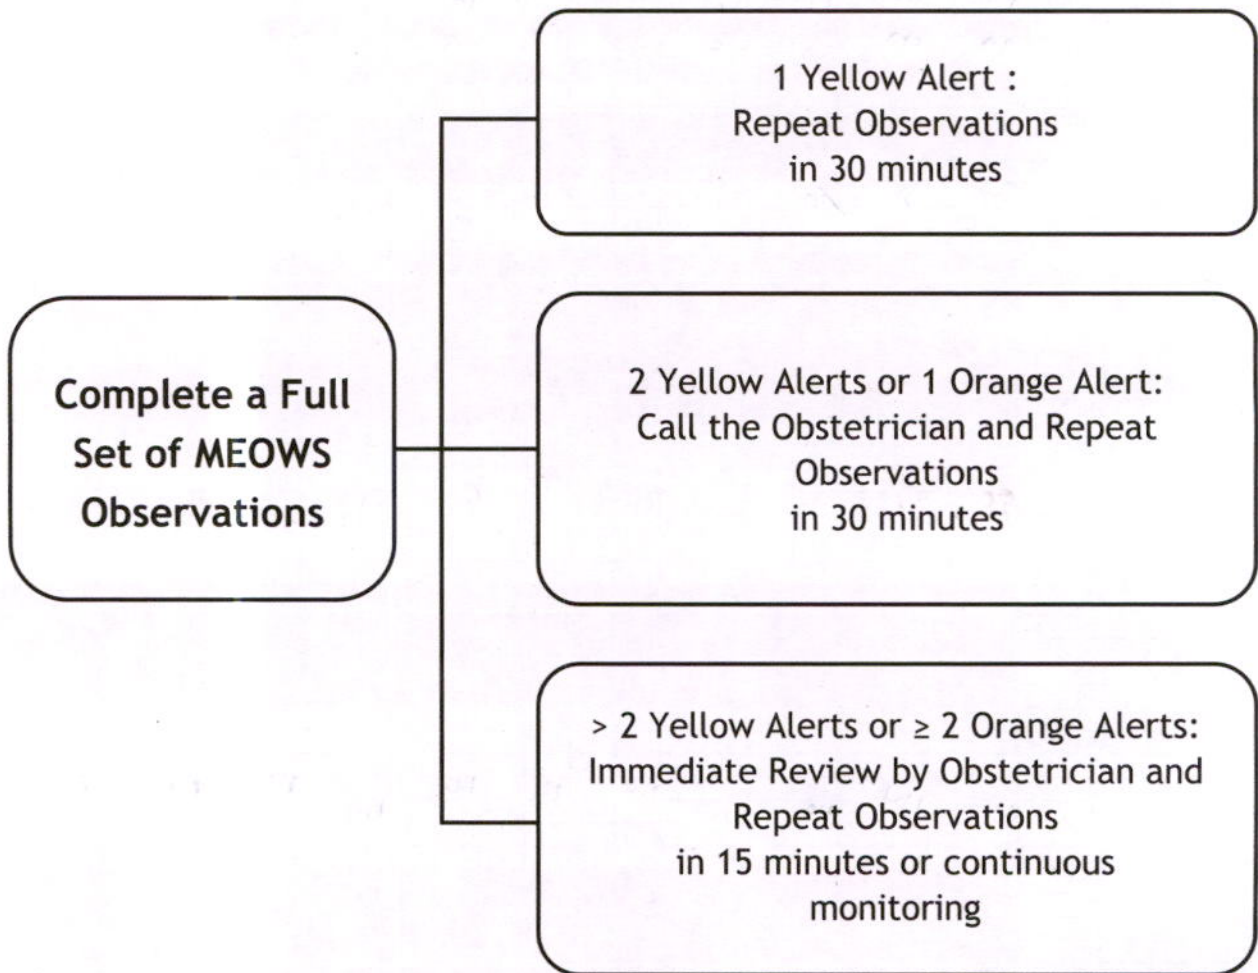 1 Yellow Alert :
Repeat Observations
in 30 minutes
Complete a Full
Set of MEOWS
Observations
2 Yellow Alerts or 1 Orange Alert:
Call the Obstetrician and Repeat
Observations
in 30 minutes
> 2 Yellow Alerts or ≥ 2 Orange Alerts:
Immediate Review by Obstetrician and
Repeat Observations
in 15 minutes or continuous
monitoring